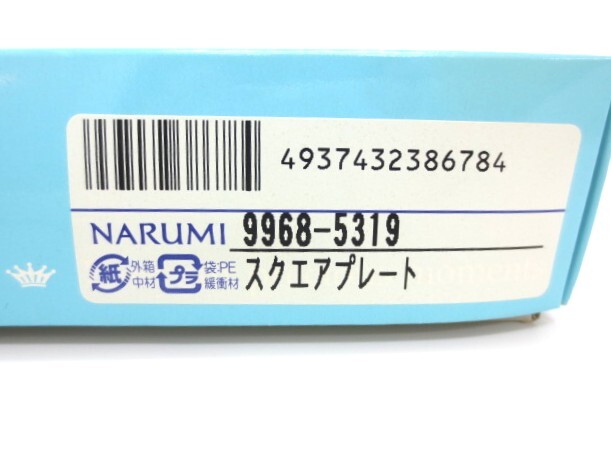 4937432386784
NARUMI 9968-5319
紙 外箱 中材 プラ 袋:PE 緩衝材 スクエアプレート
moment